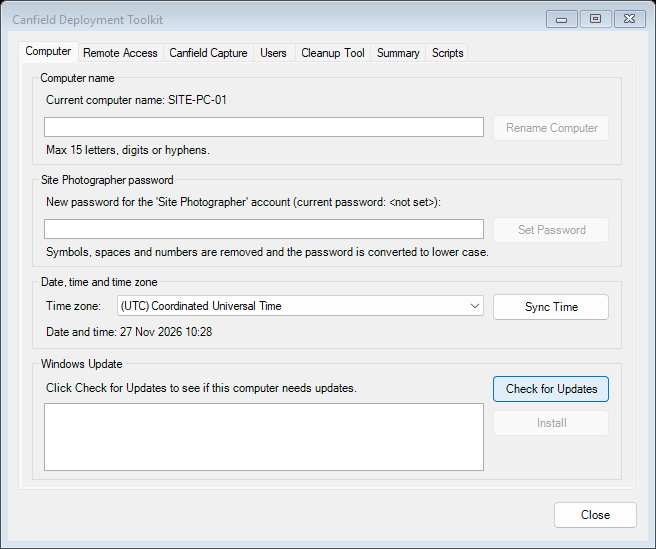 Canfield Deployment Toolkit
Computer Remote Access Canfield Capture Users Cleanup Tool Summary Scripts
Computer name
Current computer name: SITE-PC-01
Rename Computer
Max 15 letters, digits or hyphens.
Site Photographer password
New password for the 'Site Photographer' account (current password: <not set>):
Set Password
Symbols, spaces and numbers are removed and the password is converted to lower case.
Date, time and time zone
Time zone: (UTC) Coordinated Universal Time Sync Time
Date and time: 27 Nov 2026 10:28
Windows Update
Click Check for Updates to see if this computer needs updates. Check for Updates
Install
Close